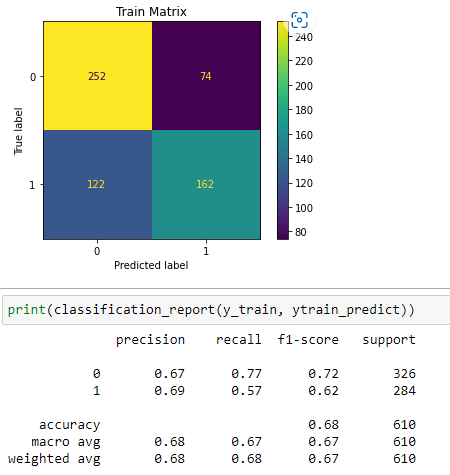 Train Matrix
0 252 74
1 122 162
0 1
True label
Predicted label
240
220
200
180
160
140
120
100
80
print(classification_report(y_train, ytrain_predict))
precision recall f1-score support
0 0.67 0.77 0.72 326
1 0.69 0.57 0.62 284
accuracy 0.68 610
macro avg 0.68 0.67 0.67 610
weighted avg 0.68 0.68 0.67 610